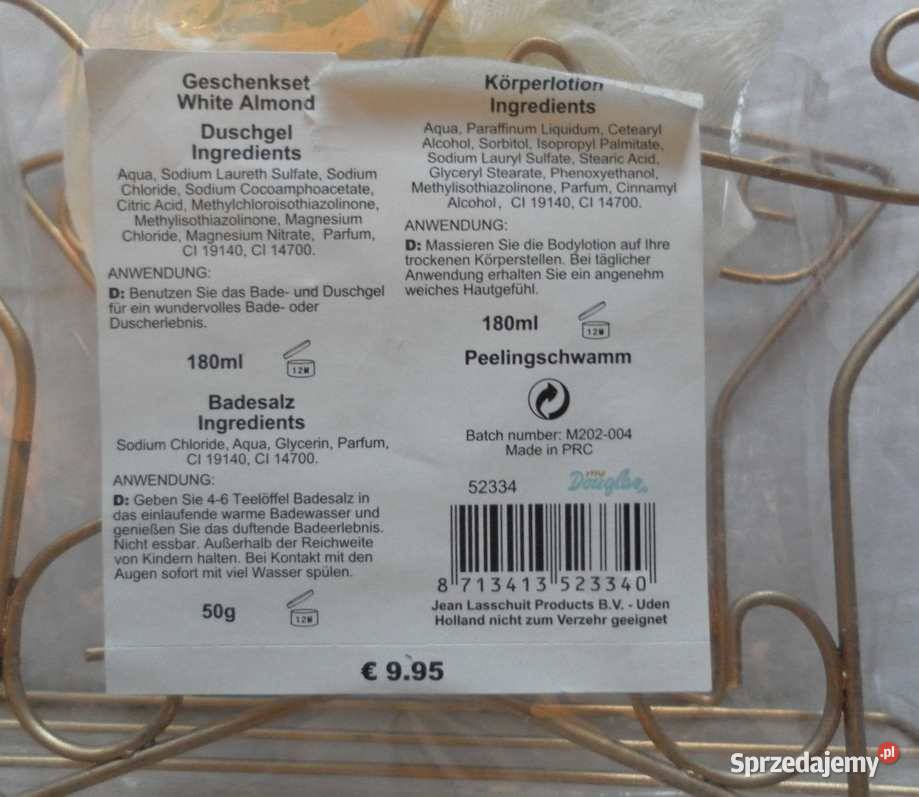 Geschenkset
White Almond
Duschgel
Ingredients
Aqua, Sodium Laureth Sulfate, Sodium
Chloride, Sodium Cocoamphoacetate,
Citric Acid, Methylchloroisothiazolinone,
Methylisothiazolinone, Magnesium
Chloride, Magnesium Nitrate, Parfum,
CI 19140, CI 14700.
ANWENDUNG:
D: Benutzen Sie das Bade- und Duschgel
für ein wundervolles Bade- oder
Duscherlebnis.
180ml
12M
Badesalz
Ingredients
Sodium Chloride, Aqua, Glycerin, Parfum,
CI 19140, CI 14700.
ANWENDUNG:
D: Geben Sie 4-6 Teelöffel Badesalz in
das einlaufende warme Badewasser und
genießen Sie das duftende Badeerlebnis.
Nicht essbar. Außerhalb der Reichweite
von Kindern halten. Bei Kontakt mit den
Augen sofort mit viel Wasser spülen.
50g
12M
Körperlotion
Ingredients
Aqua, Paraffinum Liquidum, Cetearyl
Alcohol, Sorbitol, Isopropyl Palmitate,
Sodium Lauryl Sulfate, Stearic Acid,
Glyceryl Stearate, Phenoxyethanol,
Methylisothiazolinone, Parfum, Cinnamyl
Alcohol, CI 19140, CI 14700.
ANWENDUNG:
D: Massieren Sie die Bodylotion auf Ihre
trockenen Körperstellen. Bei täglicher
Anwendung erhalten Sie ein angenehm
weiches Hautgefühl.
180ml
12M
Peelingschwamm
Batch number: M202-004
Made in PRC
52334
my
Douglas
8 713413 523340
Jean Lasschuit Products B.V. - Uden
Holland nicht zum Verzehr geeignet
€ 9.95
Sprzedajemy.pl